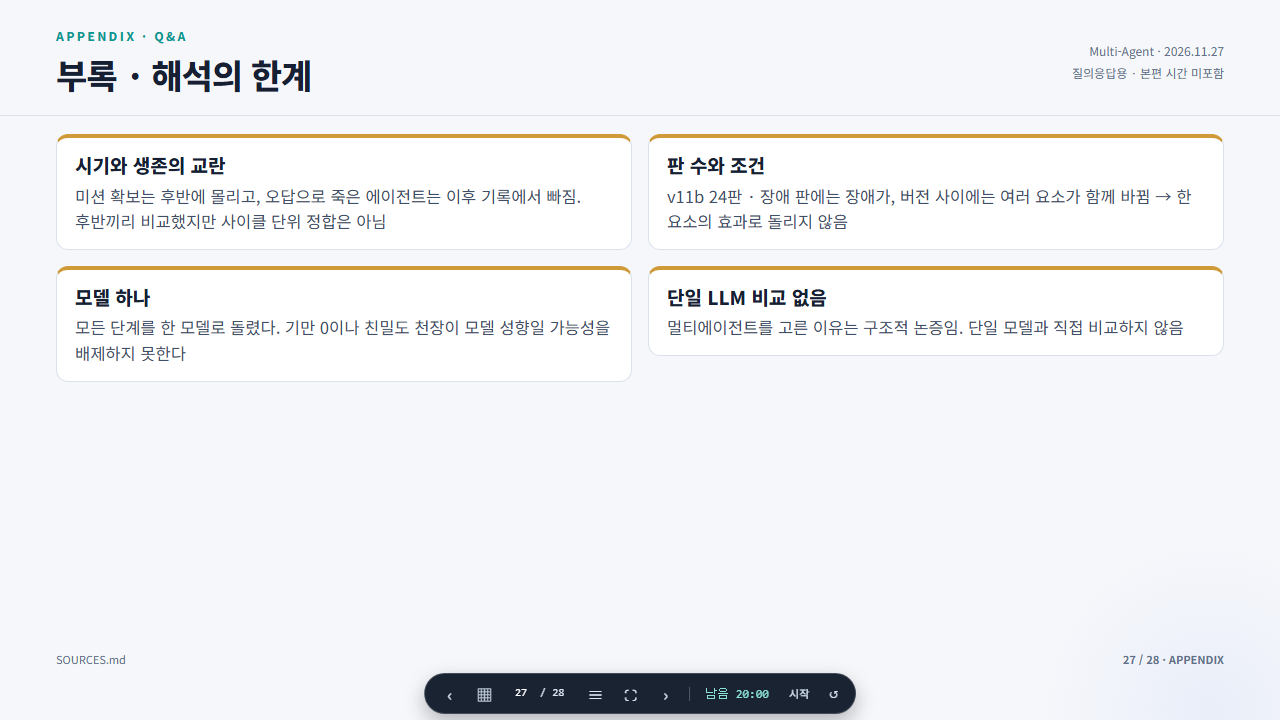 APPENDIX · Q&A
부록 · 해석의 한계
Multi-Agent · 2026.11.27
질의응답용 · 본편 시간 미포함
시기와 생존의 교란
미션 확보는 후반에 몰리고, 오답으로 죽은 에이전트는 이후 기록에서 빠짐.
후반끼리 비교했지만 사이클 단위 정합은 아님
판 수와 조건
v11b 24판 · 장애 판에는 장애가, 버전 사이에는 여러 요소가 함께 바뀜 → 한
요소의 효과로 돌리지 않음
모델 하나
모든 단계를 한 모델로 돌렸다. 기만 0이나 친밀도 천장이 모델 성향일 가능성을
배제하지 못한다
단일 LLM 비교 없음
멀티에이전트를 고른 이유는 구조적 논증임. 단일 모델과 직접 비교하지 않음
SOURCES.md
27 / 28 · APPENDIX
27 / 28
남음 20:00
시작